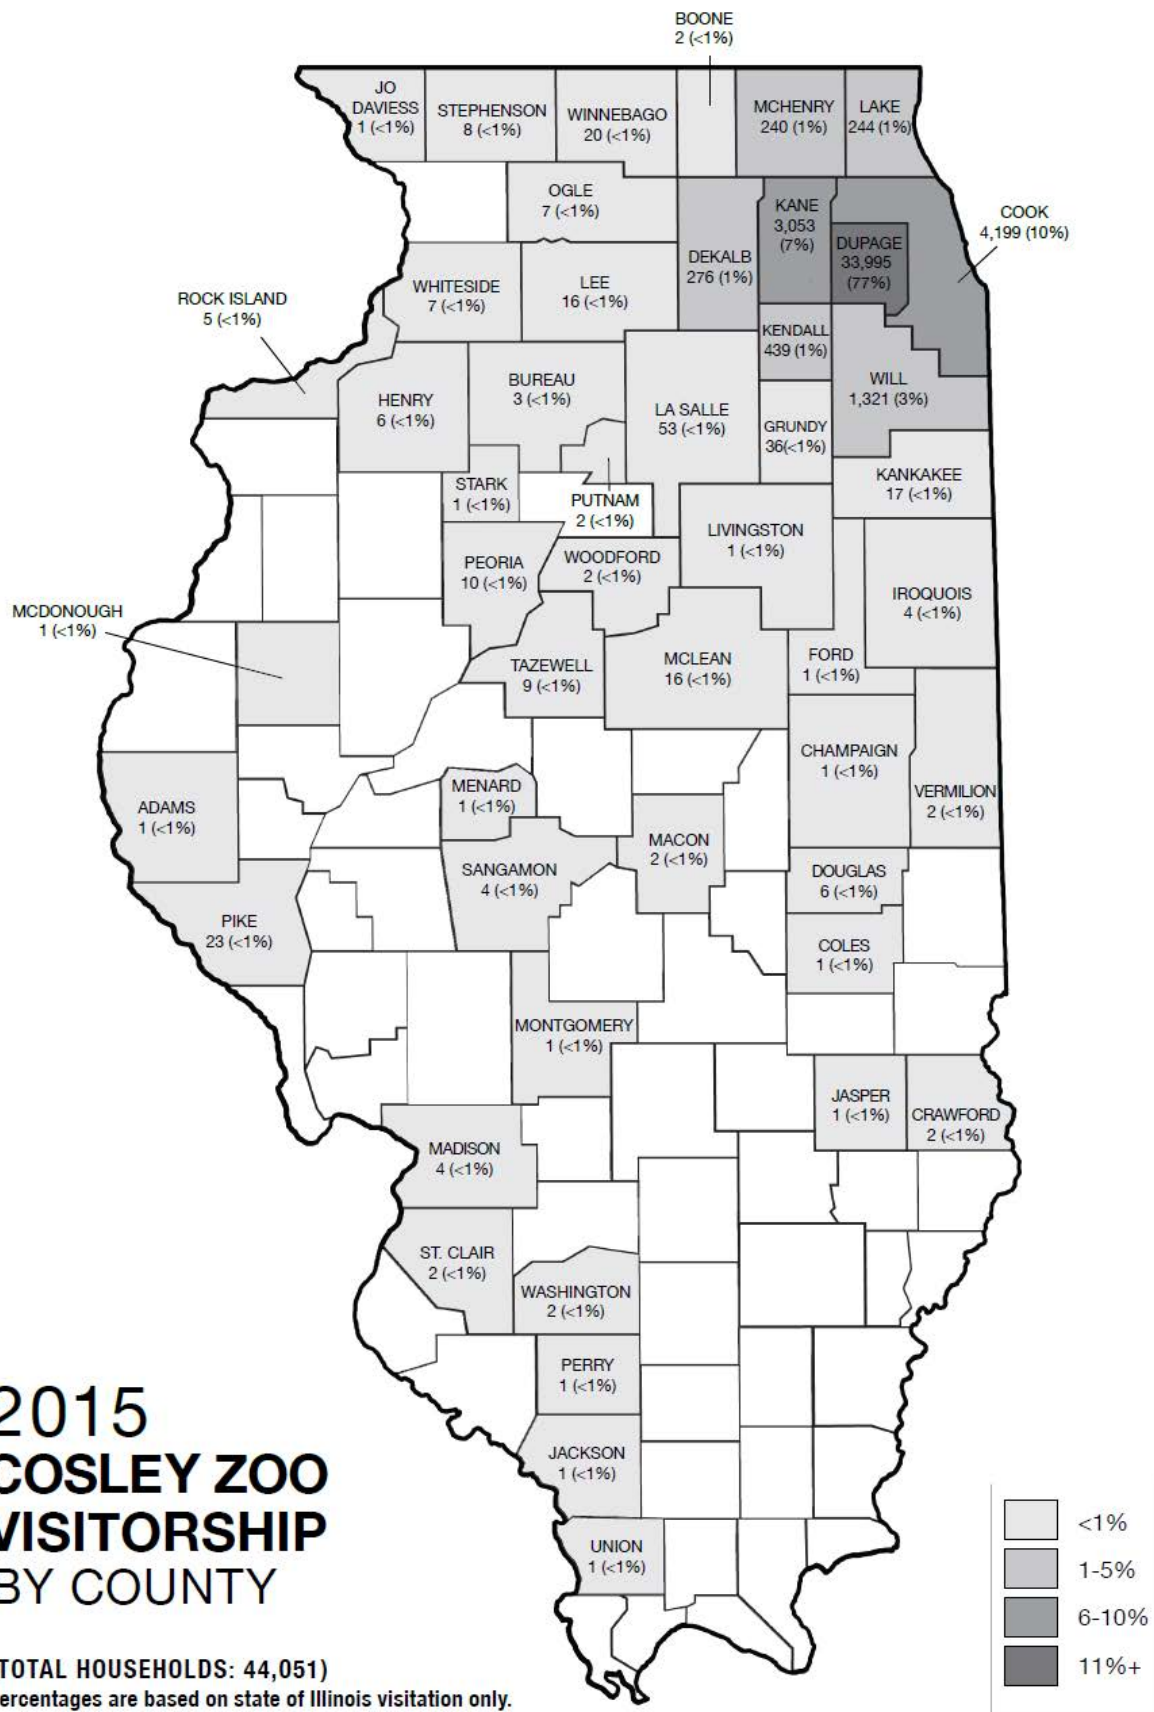 BOONE
2 (<1%)
JO
DAVIESS
1 (<1%)
STEPHENSON
8 (<1%)
WINNEBAGO
20 (<1%)
MCHENRY
240 (1%)
LAKE
244 (1%)
OGLE
7 (<1%)
KANE
3,053
(7%)
COOK
4,199 (10%)
DUPAGE
33,995
(77%)
DEKALB
276 (1%)
WHITESIDE
7 (<1%)
LEE
16 (<1%)
ROCK ISLAND
5 (<1%)
KENDALL
439 (1%)
WILL
1,321 (3%)
BUREAU
3 (<1%)
HENRY
6 (<1%)
LA SALLE
53 (<1%)
GRUNDY
36(<1%)
KANKAKEE
17 (<1%)
STARK
1 (<1%)
PUTNAM
2 (<1%)
LIVINGSTON
1 (<1%)
PEORIA
10 (<1%)
WOODFORD
2 (<1%)
IROQUOIS
4 (<1%)
MCDONOUGH
1 (<1%)
TAZEWELL
9 (<1%)
MCLEAN
16 (<1%)
FORD
1 (<1%)
CHAMPAIGN
1 (<1%)
VERMILION
2 (<1%)
MENARD
1 (<1%)
ADAMS
1 (<1%)
MACON
2 (<1%)
SANGAMON
4 (<1%)
DOUGLAS
6 (<1%)
PIKE
23 (<1%)
COLES
1 (<1%)
MONTGOMERY
1 (<1%)
JASPER
1 (<1%)
CRAWFORD
2 (<1%)
MADISON
4 (<1%)
ST. CLAIR
2 (<1%)
WASHINGTON
2 (<1%)
PERRY
1 (<1%)
JACKSON
1 (<1%)
UNION
1 (<1%)
2015
COSLEY ZOO
VISITORSHIP
BY COUNTY
TOTAL HOUSEHOLDS: 44,051)
ercentages are based on state of Illinois visitation only.
<1%
1-5%
6-10%
11%+